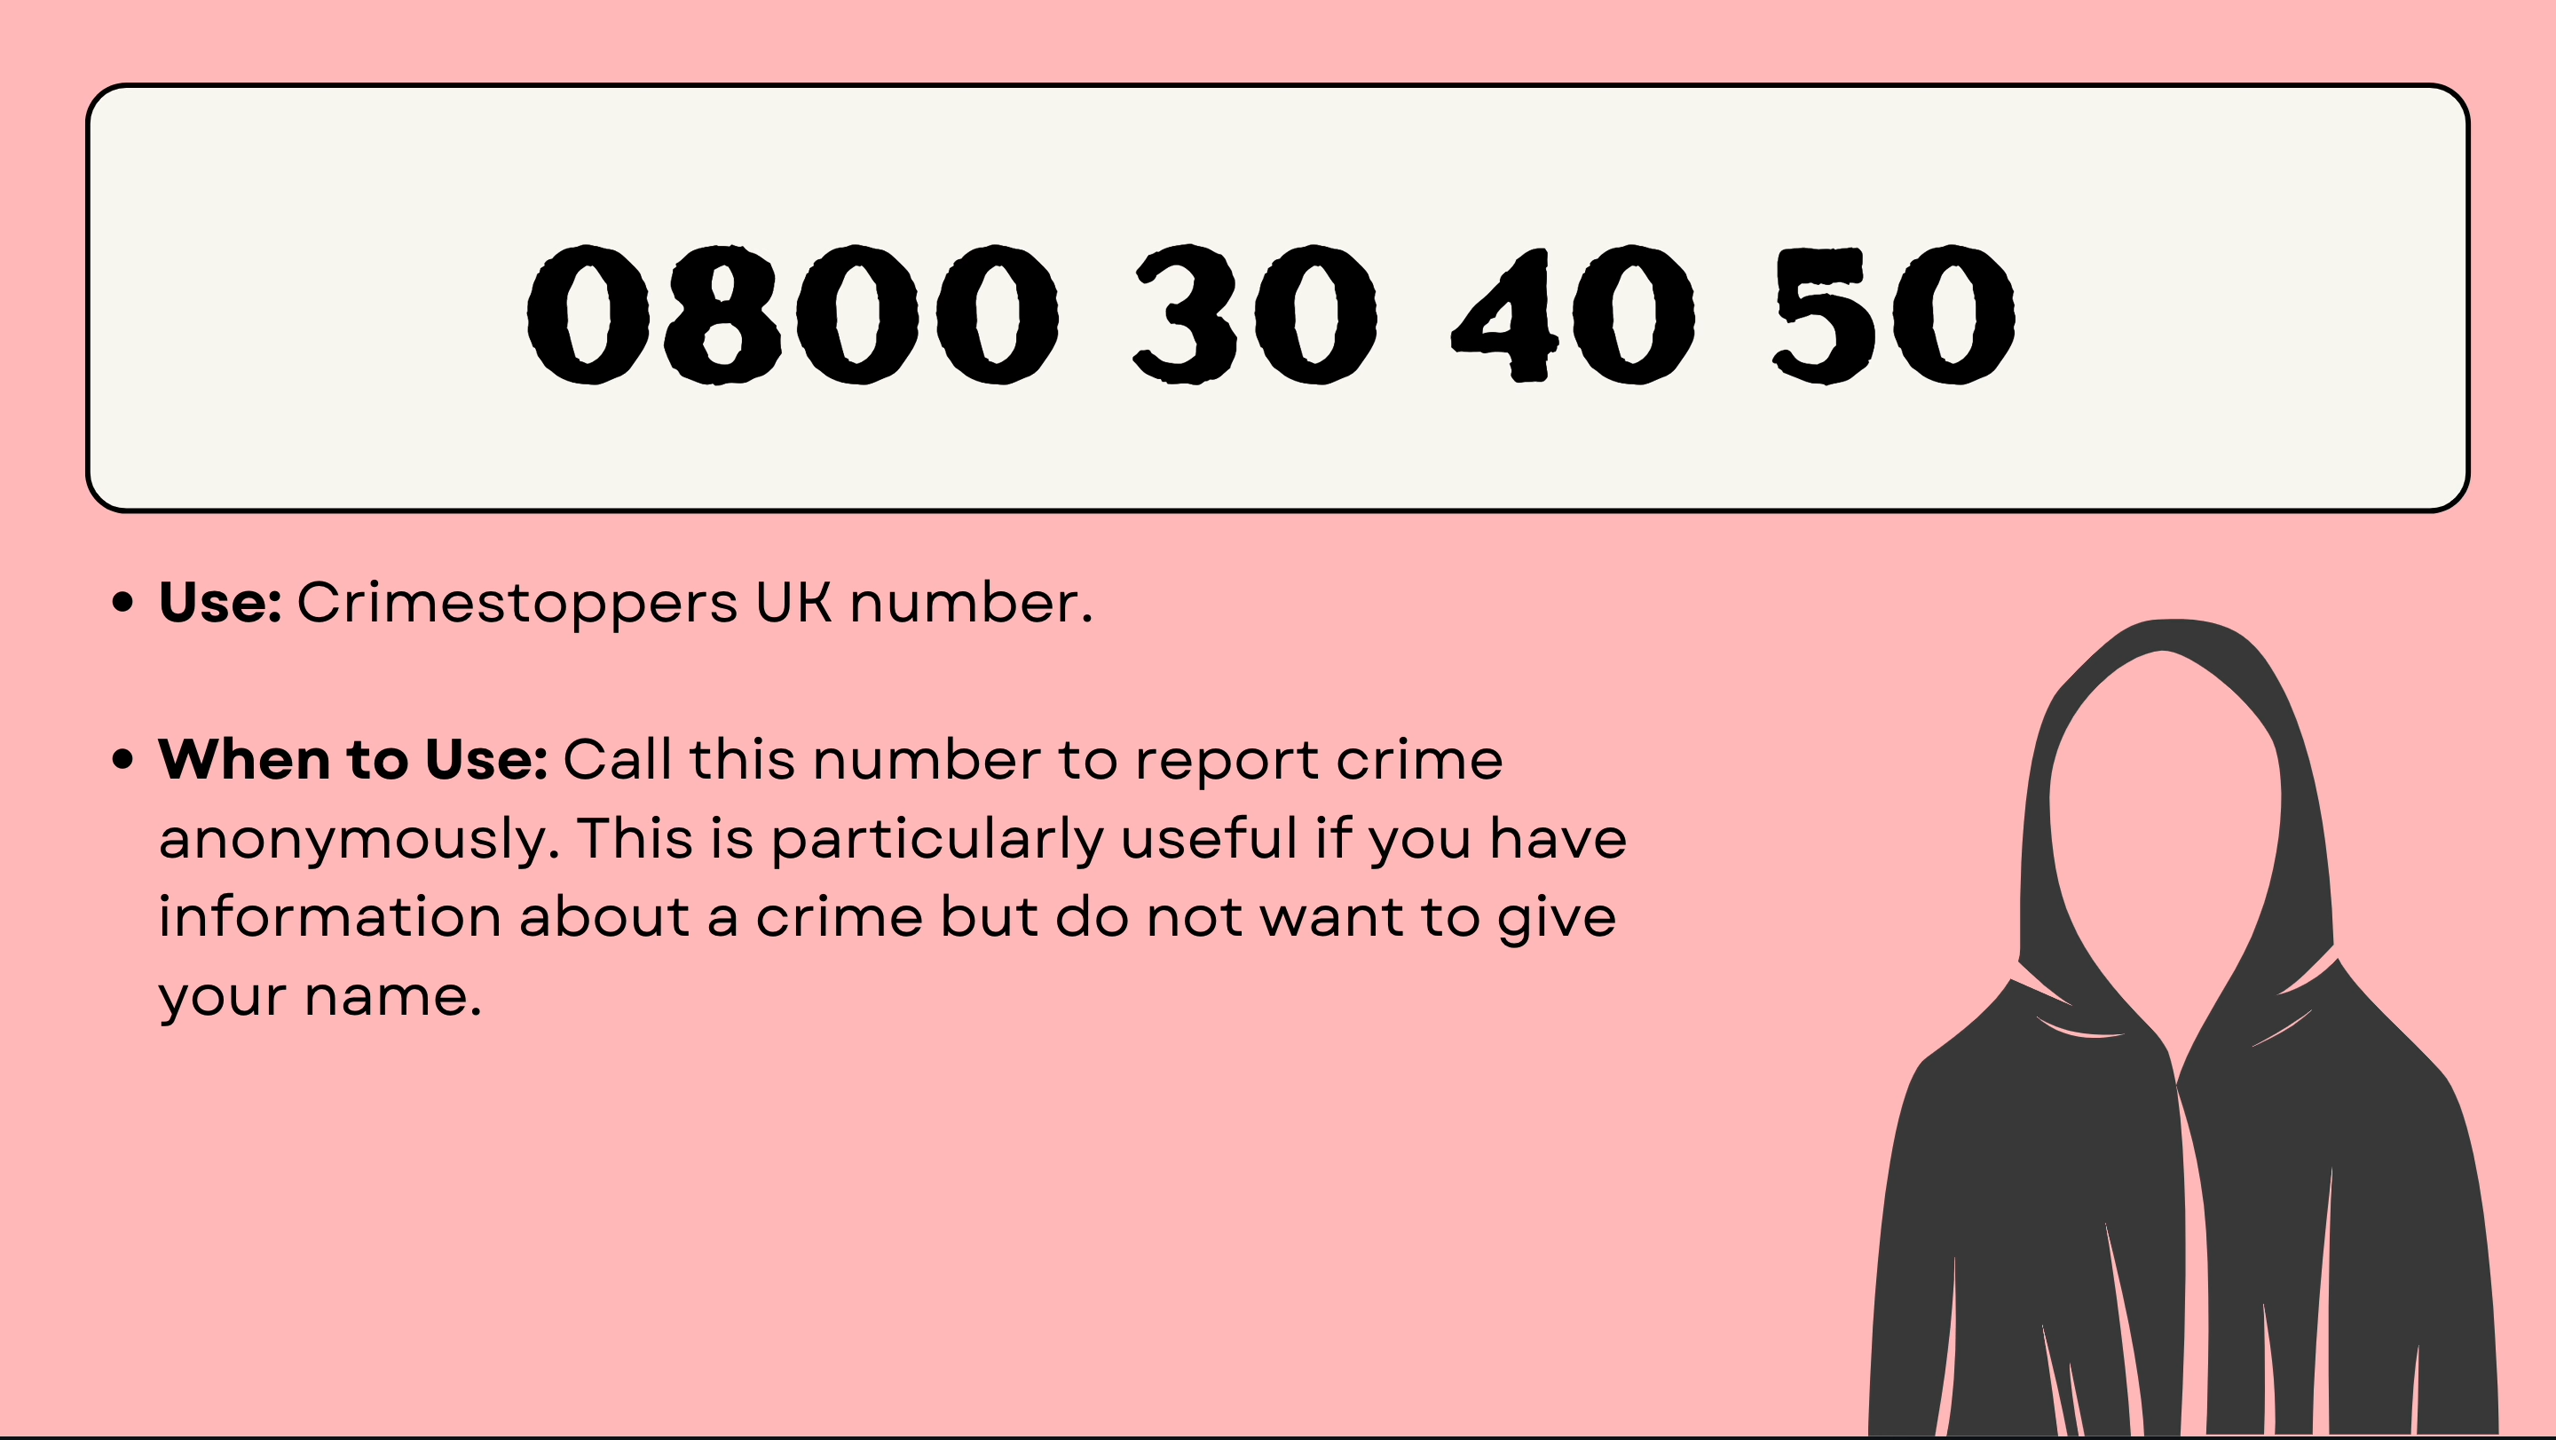 0800 30 40 50
• Use: Crimestoppers UK number.
• When to Use: Call this number to report crime
anonymously. This is particularly useful if you have
information about a crime but do not want to give
your name.